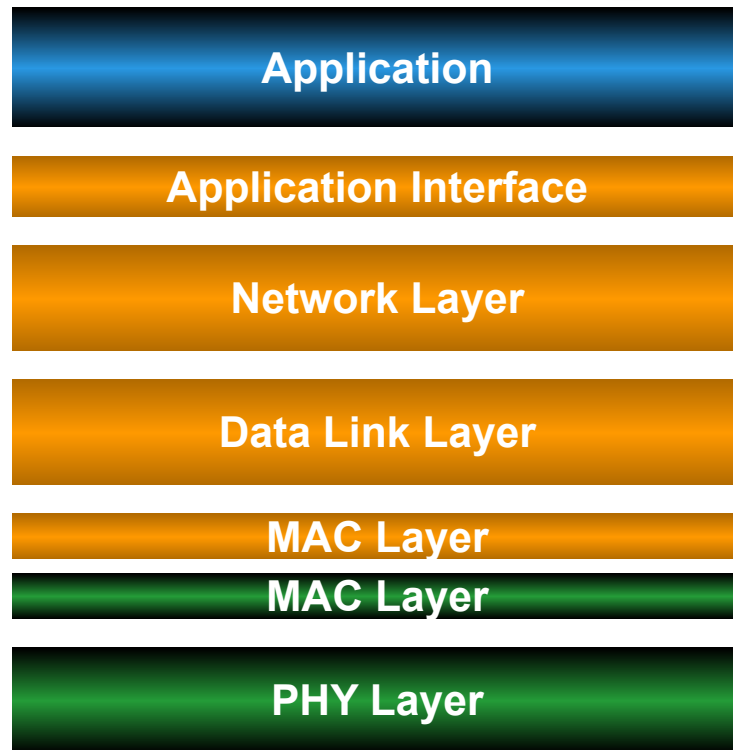 Application
Application Interface
Network Layer
Data Link Layer
MAC Layer
MAC Layer
PHY Layer